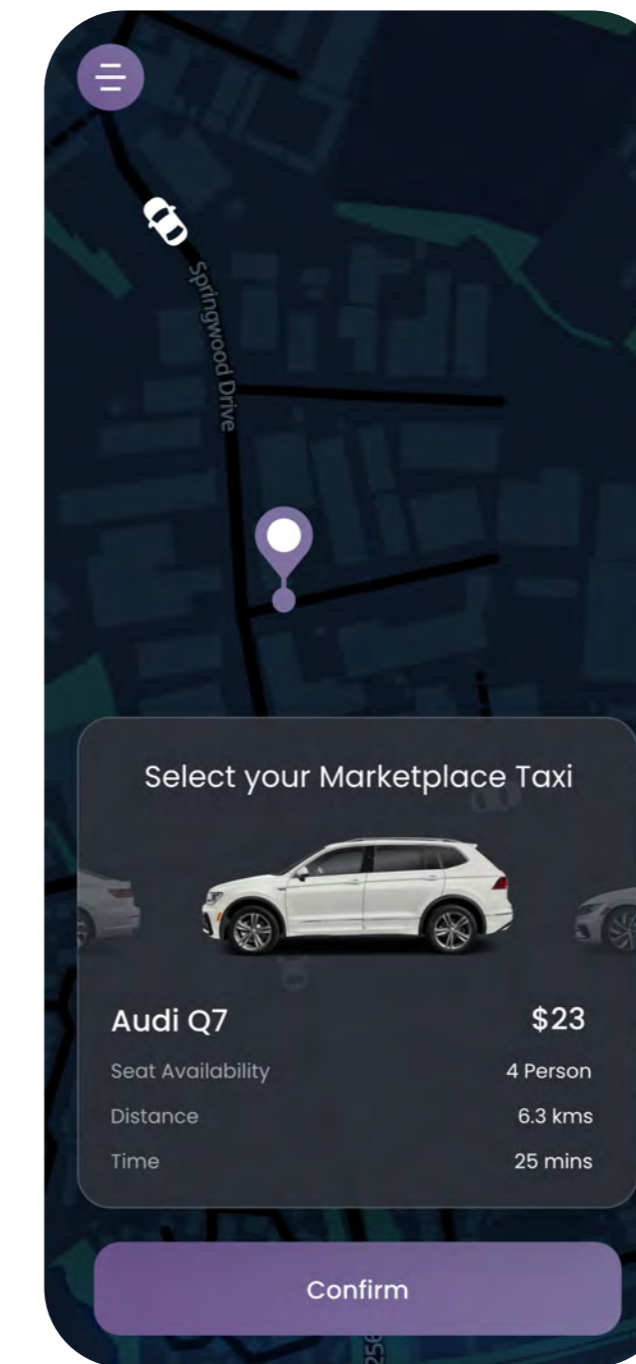 Springwood Drive
Select your Marketplace Taxi
Audi Q7 $23
Seat Availability 4 Person
Distance 6.3 kms
Time 25 mins
Confirm
256